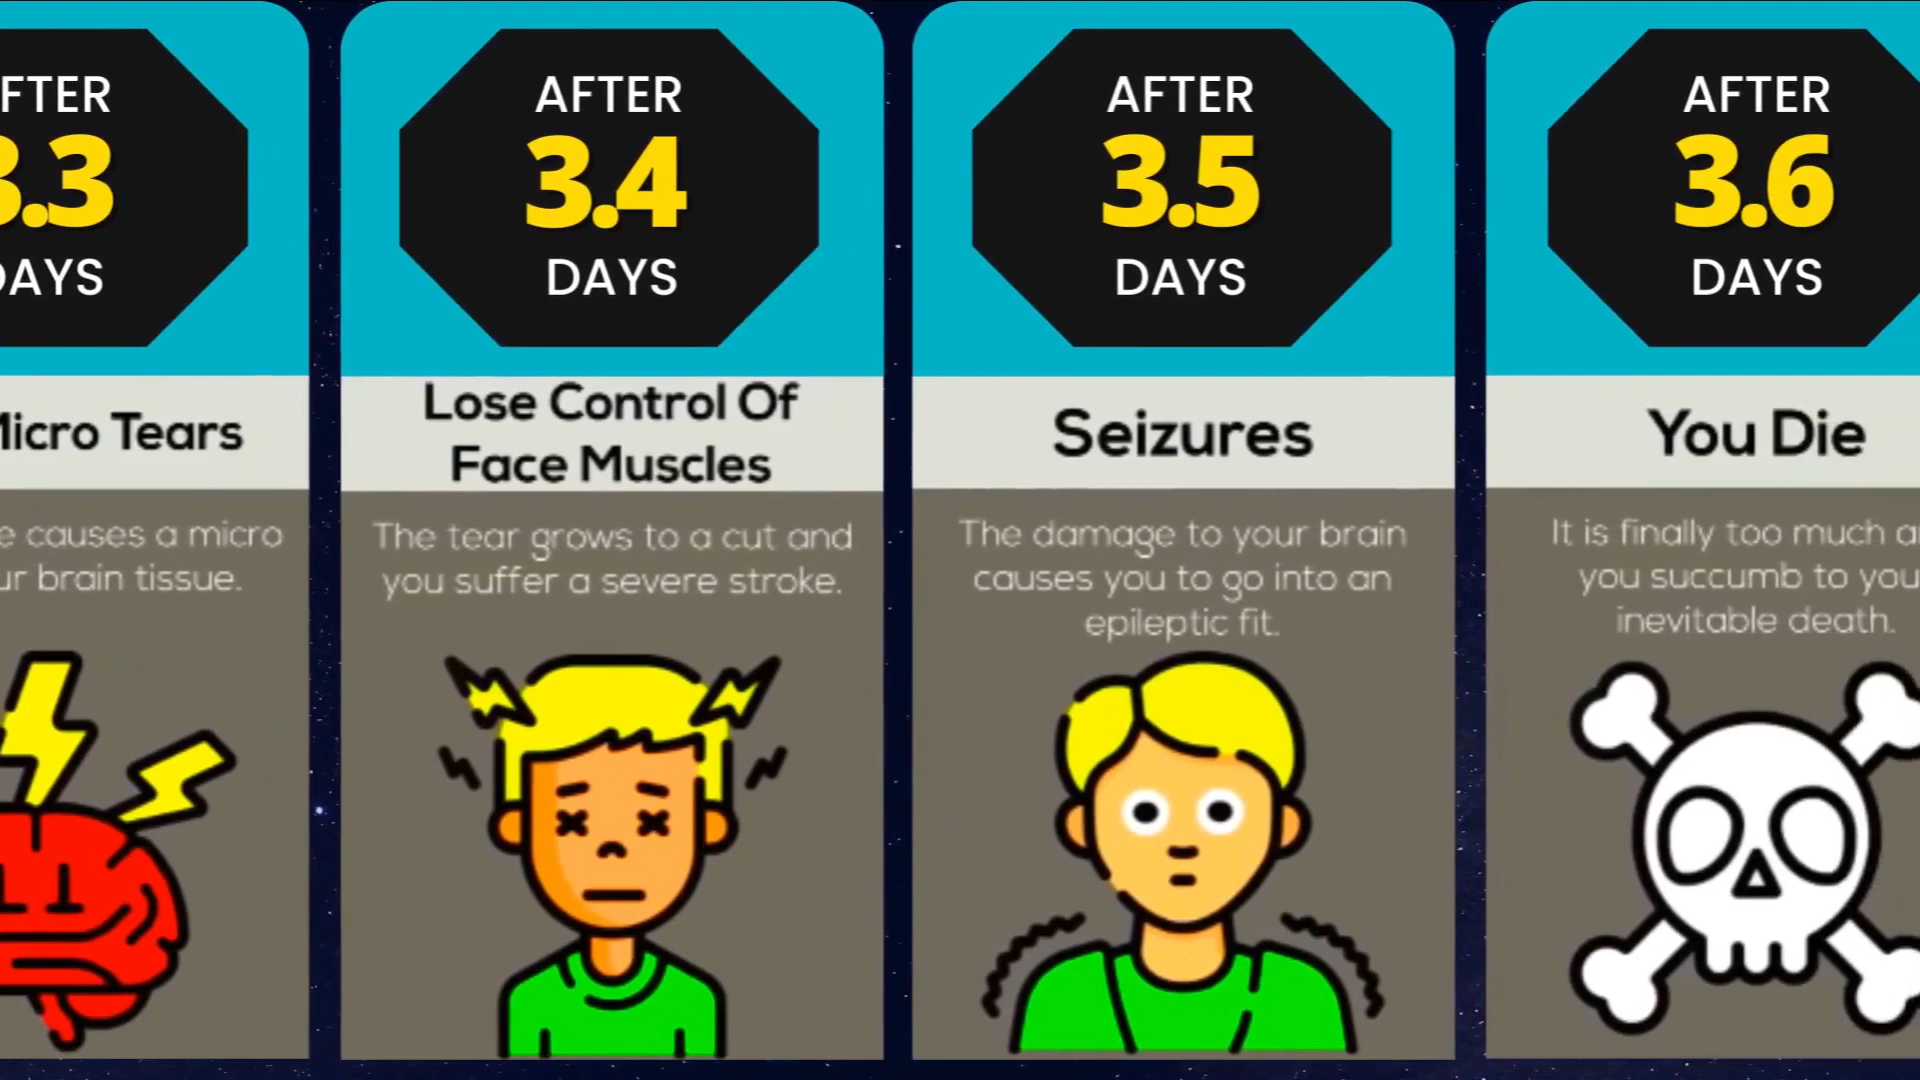 AFTER
3.3
DAYS
Micro Tears
causes a micro
brain tissue.
AFTER
3.4
DAYS
Lose Control Of
Face Muscles
The tear grows to a cut and
you suffer a severe stroke.
AFTER
3.5
DAYS
Seizures
The damage to your brain
causes you to go into an
epileptic fit.
AFTER
3.6
DAYS
You Die
It is finally too much
you succumb to
inevitable death.